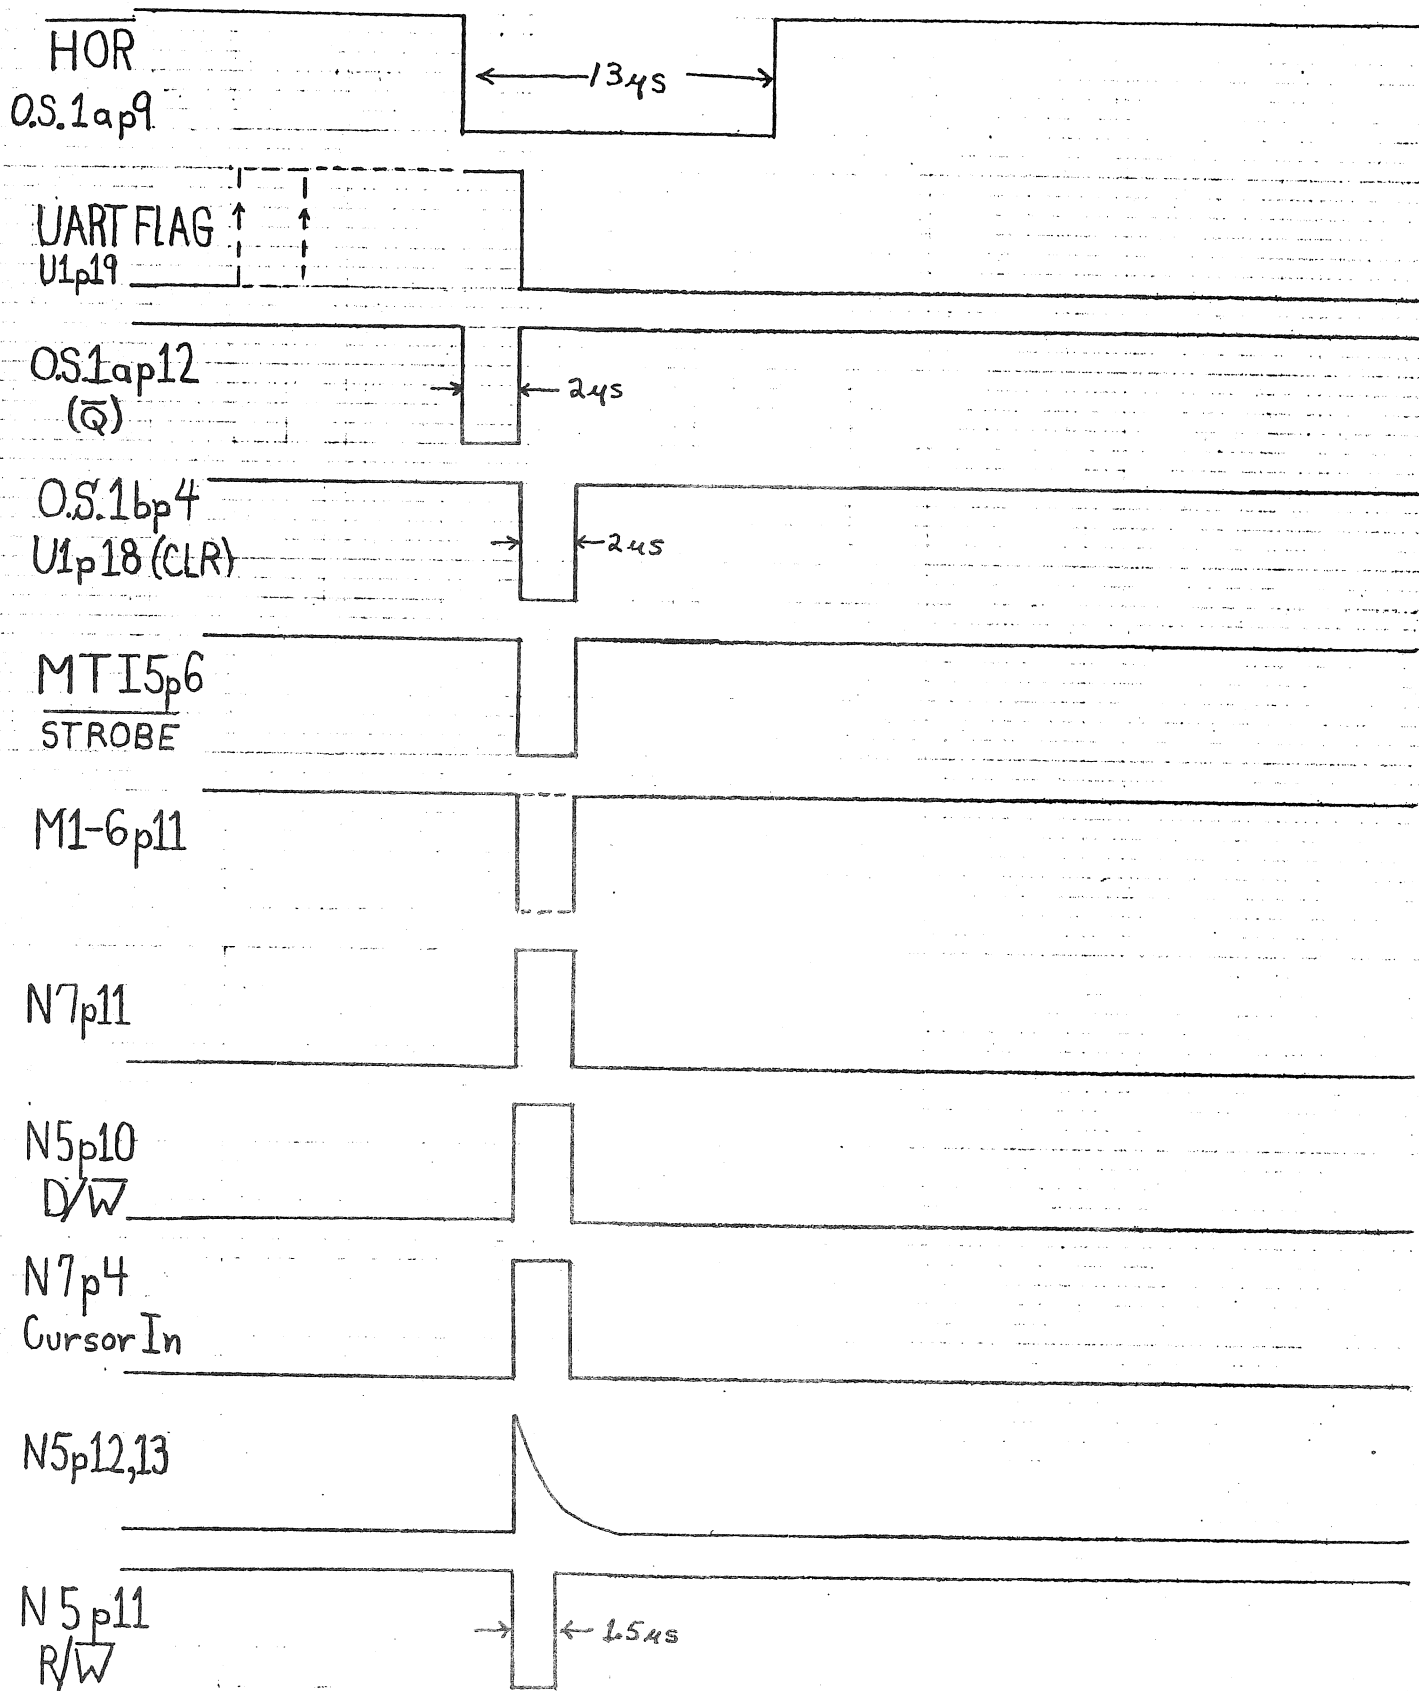 HOR
13µs
O.S.1ap9
UART FLAG
U1p19
O.S.1ap12
(Q̅)
2µs
O.S.1bp4
U1p18 (CLR)
2µs
MTI5p6
STROBE
M1-6p11
N7p11
N5p10
D/W̅
N7p4
Cursor In
N5p12,13
N5p11
R/W̅
1.5µs